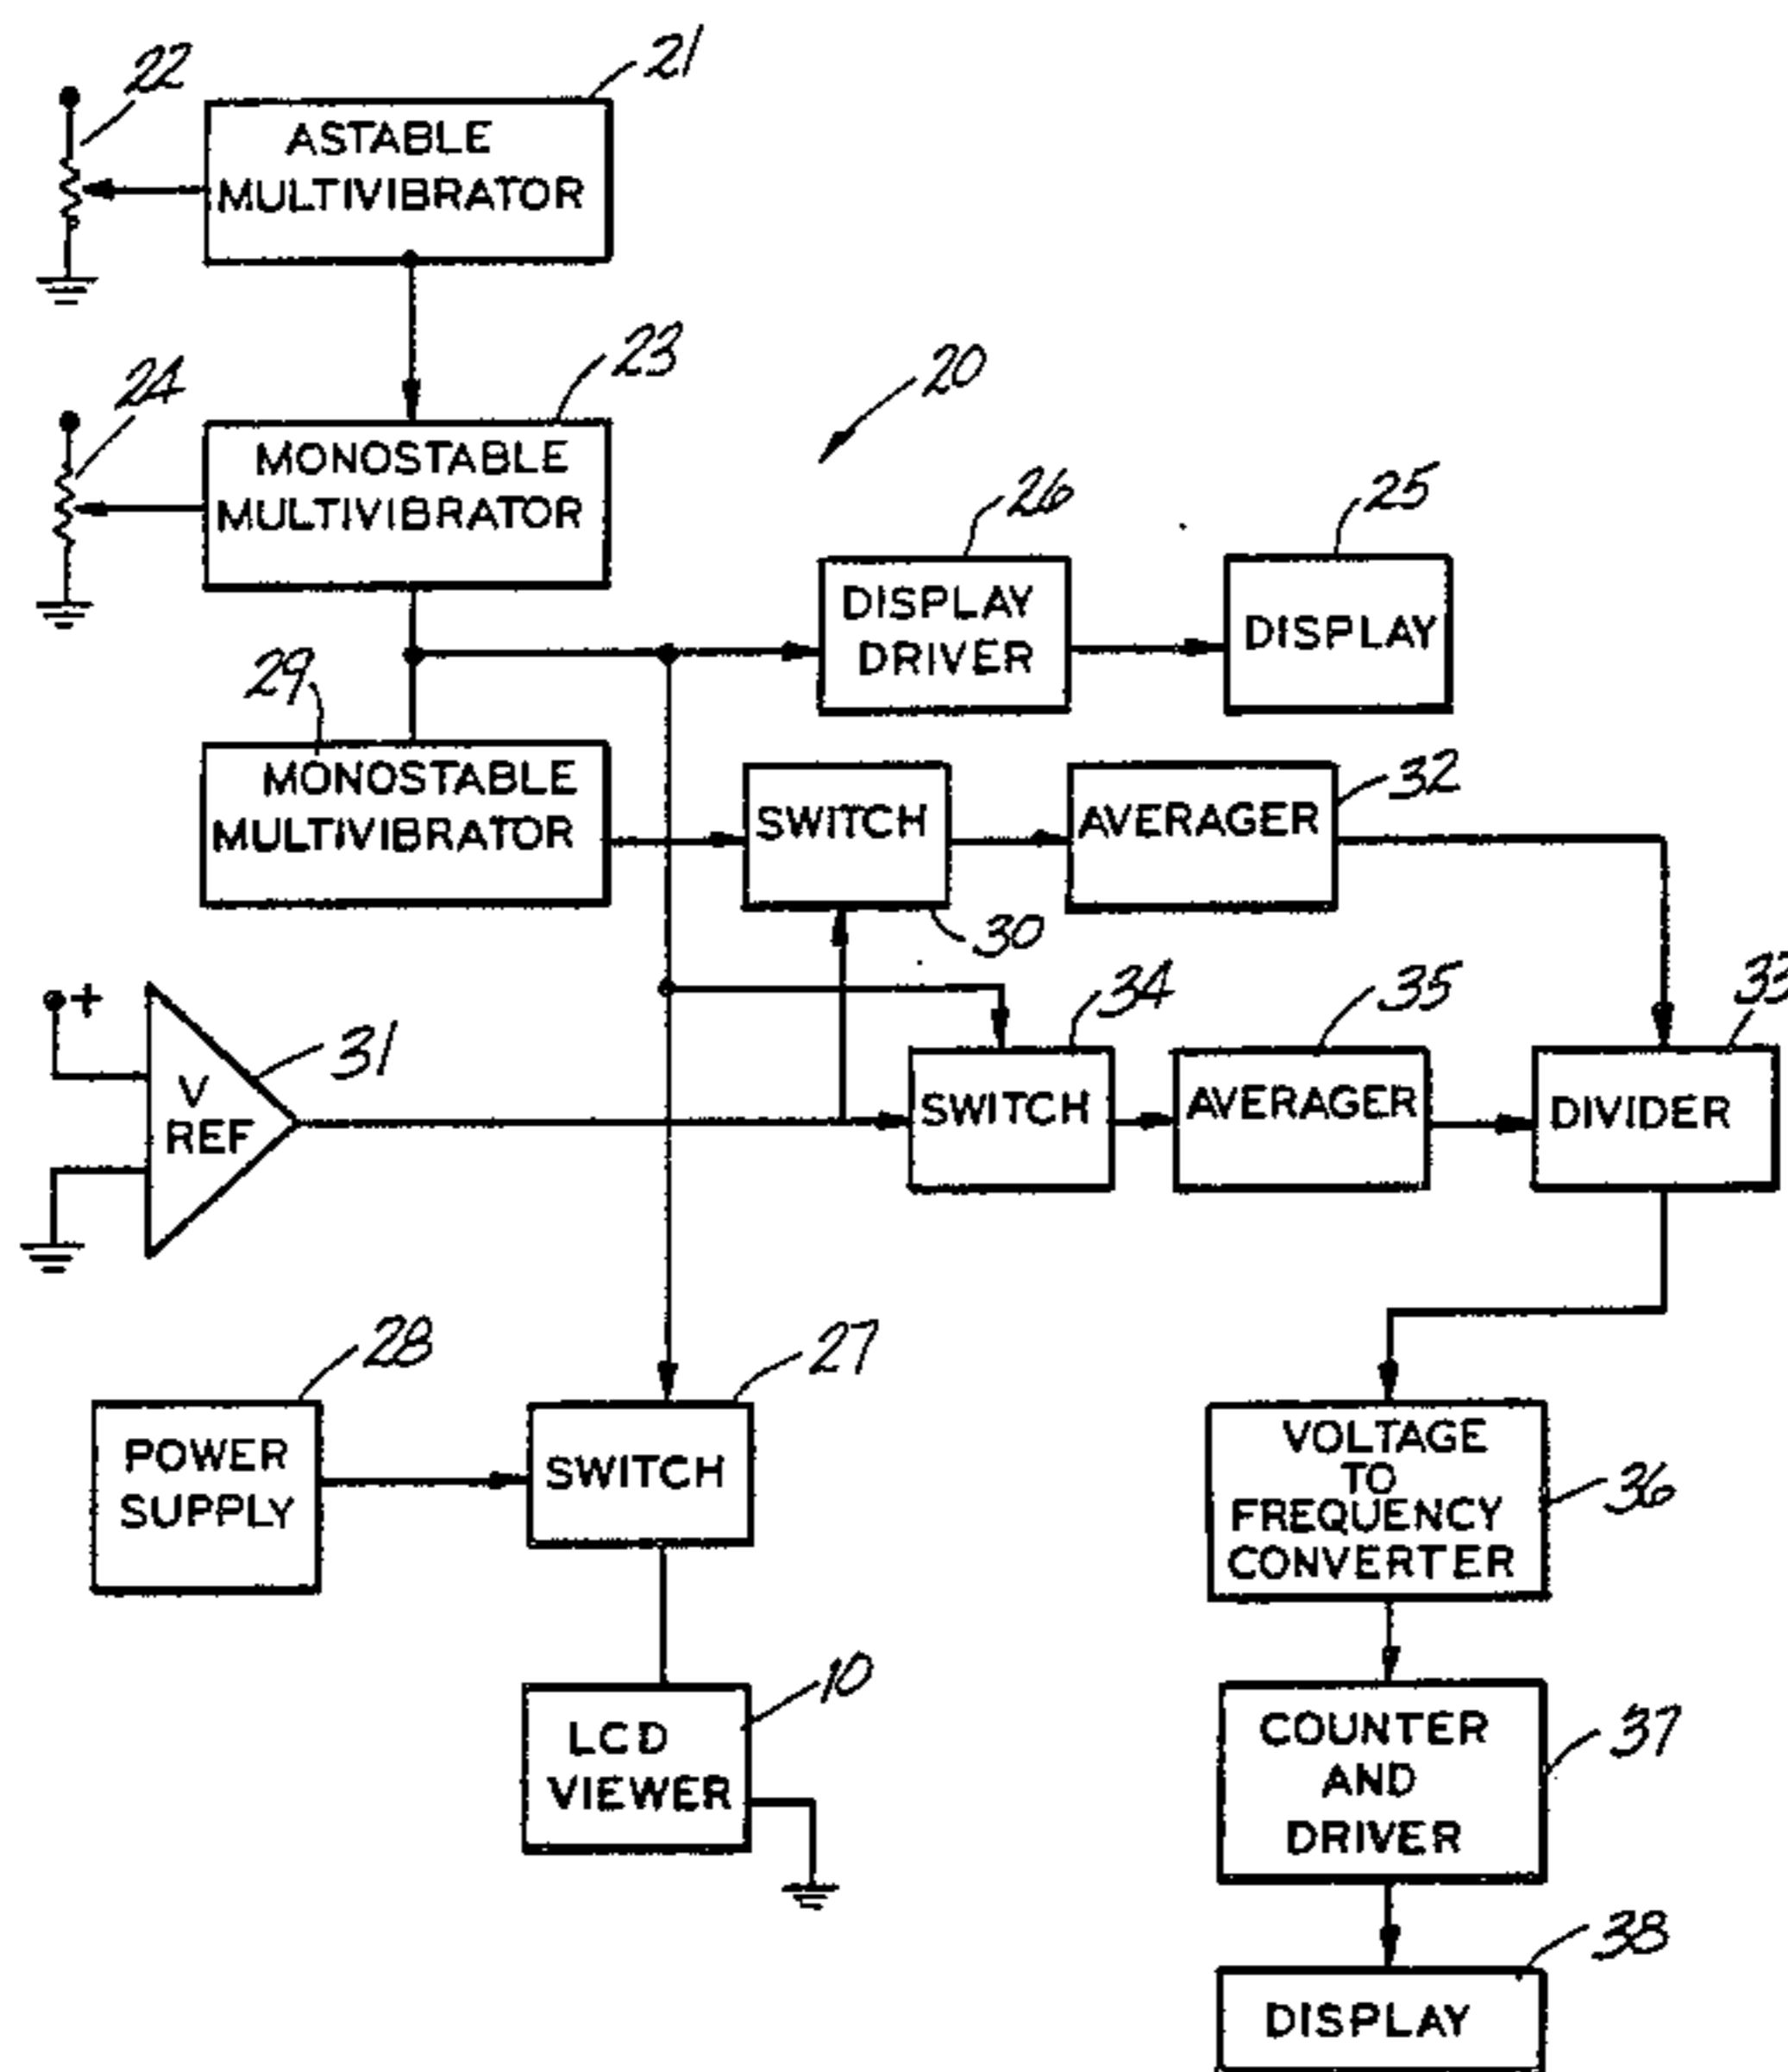 22
21
ASTABLE
MULTIVIBRATOR
24
23
20
MONOSTABLE
MULTIVIBRATOR
26
25
DISPLAY
DRIVER
DISPLAY
29
MONOSTABLE
MULTIVIBRATOR
SWITCH
AVERAGER
32
30
+
31
V
REF
34
35
33
SWITCH
AVERAGER
DIVIDER
28
27
POWER
SUPPLY
SWITCH
VOLTAGE
TO
FREQUENCY
CONVERTER
36
10
LCD
VIEWER
COUNTER
AND
DRIVER
37
38
DISPLAY